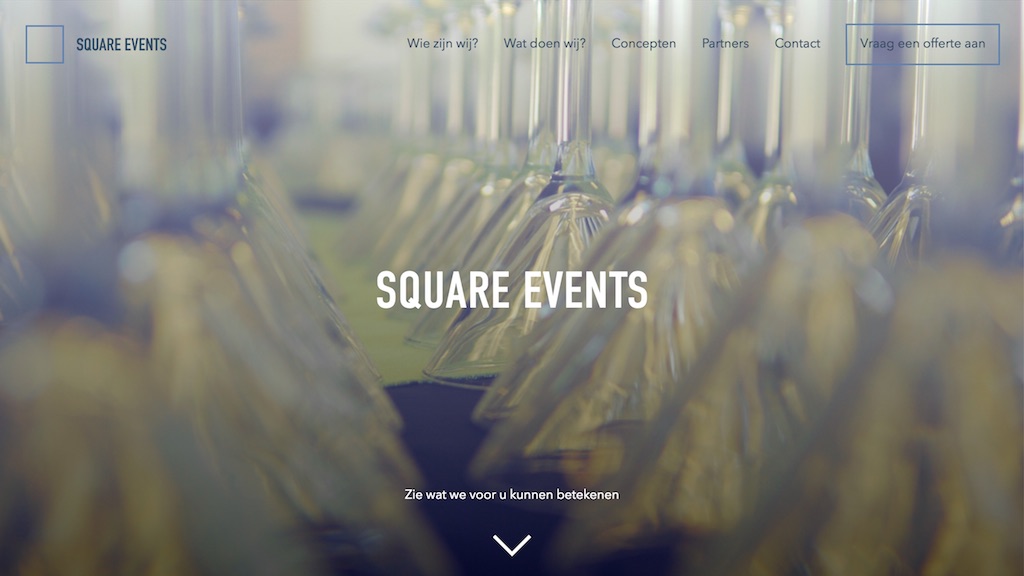 SQUARE EVENTS
Wie zijn wij?
Wat doen wij?
Concepten
Partners
Contact
Vraag een offerte aan
SQUARE EVENTS
Zie wat we voor u kunnen betekenen